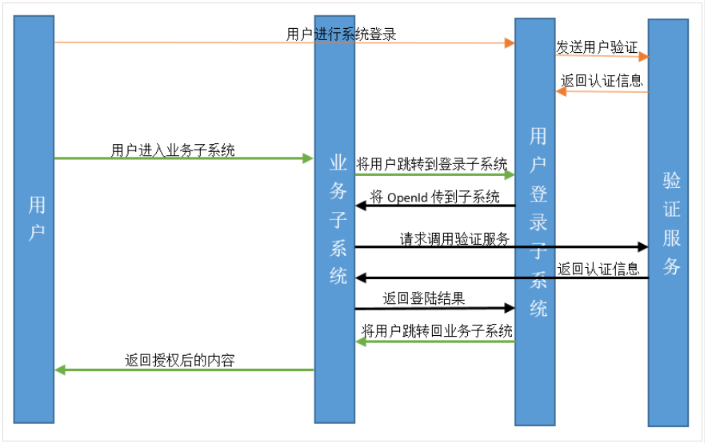 用户进行系统登录
发送用户验证
返回认证信息
用户进入业务子系统
将用户跳转到登录子系统
将 OpenId 传到子系统
请求调用验证服务
返回认证信息
返回登陆结果
将用户跳转回业务子系统
返回授权后的内容
用户
业务子系统
用户登录子系统
验证服务